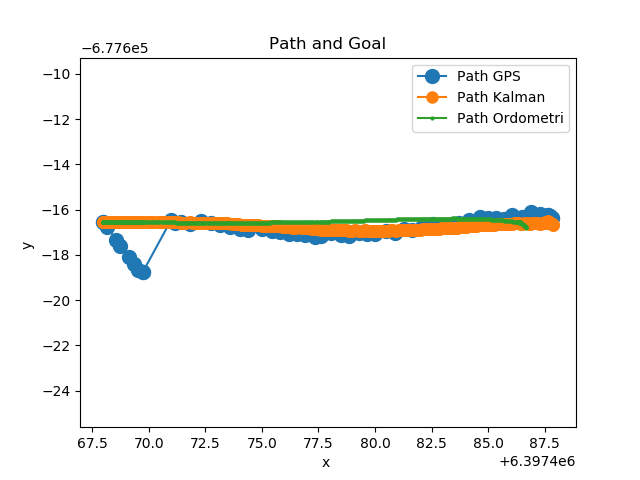 Path and Goal
−6.776e5
Path GPS
Path Kalman
Path Ordometri
−10
−12
−14
−16
−18
−20
−22
−24
y
67.5 70.0 72.5 75.0 77.5 80.0 82.5 85.0 87.5
x
+6.3974e6